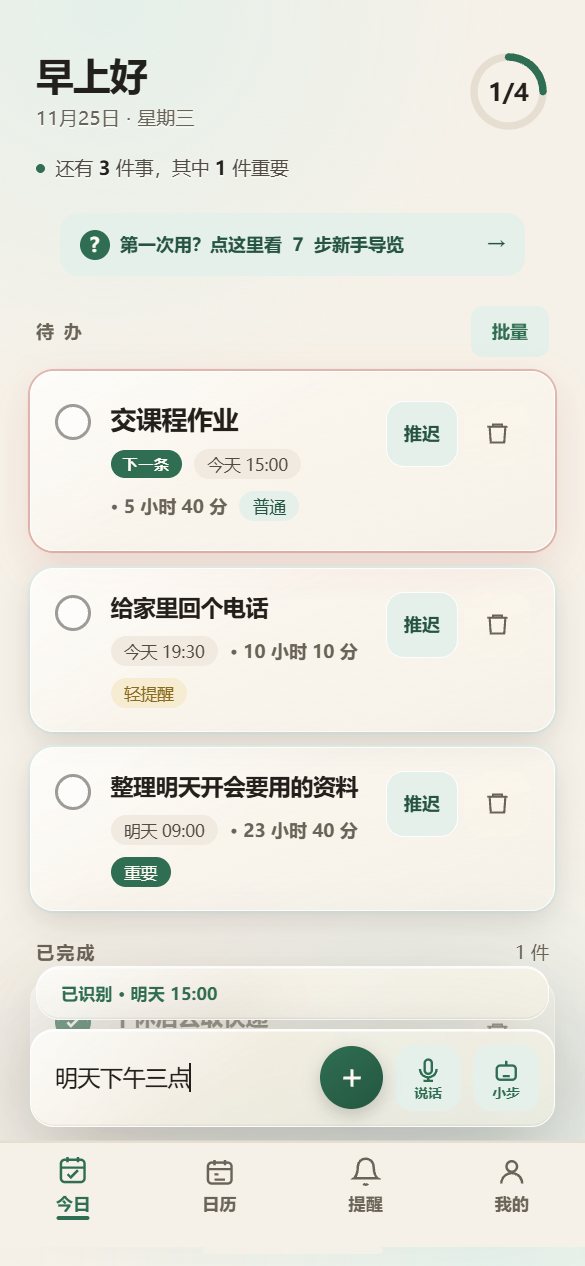 早上好
1/4
11月25日 · 星期三
还有 3 件事，其中 1 件重要
? 第一次用？点这里看 7 步新手导览 →
待 办
批量
交课程作业
推迟
下一条 今天 15:00
• 5 小时 40 分 普通
给家里回个电话
推迟
今天 19:30 • 10 小时 10 分
轻提醒
整理明天开会要用的资料
推迟
明天 09:00 • 23 小时 40 分
重要
已完成
1 件
已识别 • 明天 15:00
明天下午三点
说话
小步
今日
日历
提醒
我的